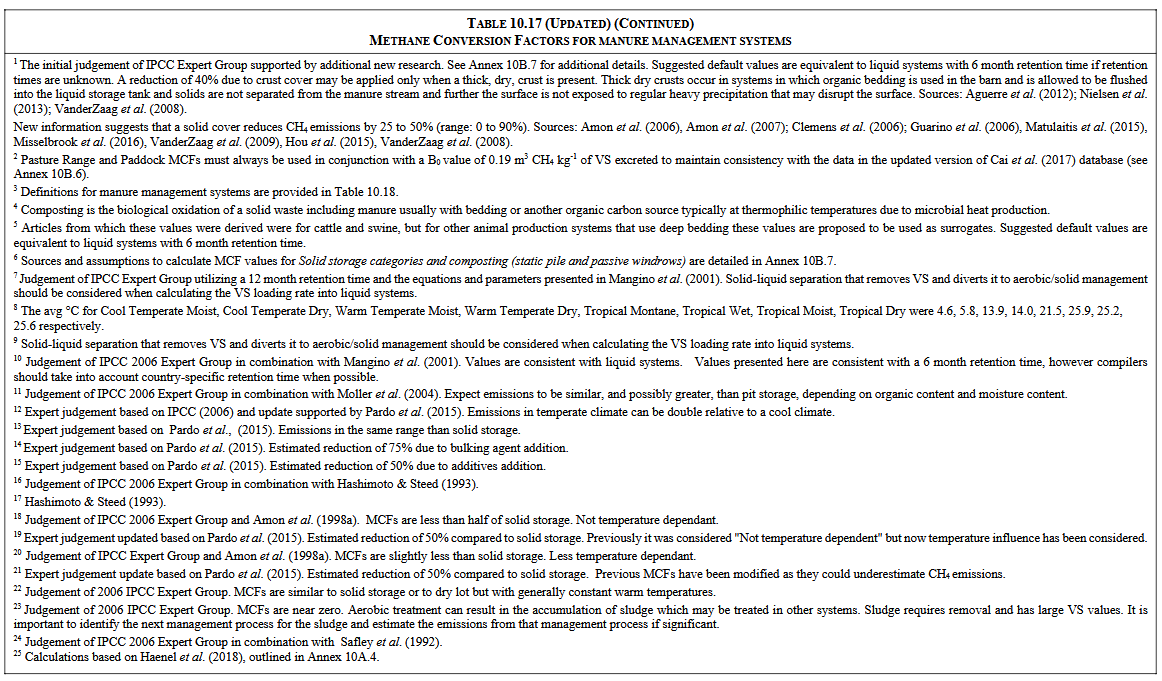 TABLE 10.17 (UPDATED) (CONTINUED)
METHANE CONVERSION FACTORS FOR MANURE MANAGEMENT SYSTEMS
1 The initial judgement of IPCC Expert Group supported by additional new research. See Annex 10B.7 for additional details. Suggested default values are equivalent to liquid systems with 6 month retention time if retention
times are unknown. A reduction of 40% due to crust cover may be applied only when a thick, dry, crust is present. Thick dry crusts occur in systems in which organic bedding is used in the barn and is allowed to be flushed
into the liquid storage tank and solids are not separated from the manure stream and further the surface is not exposed to regular heavy precipitation that may disrupt the surface. Sources: Aguerre et al. (2012); Nielsen et al.
(2013); VanderZaag et al. (2008).
New information suggests that a solid cover reduces CH4 emissions by 25 to 50% (range: 0 to 90%). Sources: Amon et al. (2006), Amon et al. (2007); Clemens et al. (2006); Guarino et al. (2006), Matulaitis et al. (2015),
Misselbrook et al. (2016), VanderZaag et al. (2009), Hou et al. (2015), VanderZaag et al. (2008).
2 Pasture Range and Paddock MCFs must always be used in conjunction with a B0 value of 0.19 m3 CH4 kg-1 of VS excreted to maintain consistency with the data in the updated version of Cai et al. (2017) database (see
Annex 10B.6).
3 Definitions for manure management systems are provided in Table 10.18.
4 Composting is the biological oxidation of a solid waste including manure usually with bedding or another organic carbon source typically at thermophilic temperatures due to microbial heat production.
5 Articles from which these values were derived were for cattle and swine, but for other animal production systems that use deep bedding these values are proposed to be used as surrogates. Suggested default values are
equivalent to liquid systems with 6 month retention time.
6 Sources and assumptions to calculate MCF values for Solid storage categories and composting (static pile and passive windrows) are detailed in Annex 10B.7.
7 Judgement of IPCC Expert Group utilizing a 12 month retention time and the equations and parameters presented in Mangino et al. (2001). Solid-liquid separation that removes VS and diverts it to aerobic/solid management
should be considered when calculating the VS loading rate into liquid systems.
8 The avg °C for Cool Temperate Moist, Cool Temperate Dry, Warm Temperate Moist, Warm Temperate Dry, Tropical Montane, Tropical Wet, Tropical Moist, Tropical Dry were 4.6, 5.8, 13.9, 14.0, 21.5, 25.9, 25.2,
25.6 respectively.
9 Solid-liquid separation that removes VS and diverts it to aerobic/solid management should be considered when calculating the VS loading rate into liquid systems.
10 Judgement of IPCC 2006 Expert Group in combination with Mangino et al. (2001). Values are consistent with liquid systems. Values presented here are consistent with a 6 month retention time, however compilers
should take into account country-specific retention time when possible.
11 Judgement of IPCC 2006 Expert Group in combination with Moller et al. (2004). Expect emissions to be similar, and possibly greater, than pit storage, depending on organic content and moisture content.
12 Expert judgement based on IPCC (2006) and update supported by Pardo et al. (2015). Emissions in temperate climate can be double relative to a cool climate.
13 Expert judgement based on Pardo et al., (2015). Emissions in the same range than solid storage.
14 Expert judgement based on Pardo et al. (2015). Estimated reduction of 75% due to bulking agent addition.
15 Expert judgement based on Pardo et al. (2015). Estimated reduction of 50% due to additives addition.
16 Judgement of IPCC 2006 Expert Group in combination with Hashimoto & Steed (1993).
17 Hashimoto & Steed (1993).
18 Judgement of IPCC 2006 Expert Group and Amon et al. (1998a). MCFs are less than half of solid storage. Not temperature dependant.
19 Expert judgement updated based on Pardo et al. (2015). Estimated reduction of 50% compared to solid storage. Previously it was considered "Not temperature dependent" but now temperature influence has been considered.
20 Judgement of IPCC Expert Group and Amon et al. (1998a). MCFs are slightly less than solid storage. Less temperature dependant.
21 Expert judgement update based on Pardo et al. (2015). Estimated reduction of 50% compared to solid storage. Previous MCFs have been modified as they could underestimate CH4 emissions.
22 Judgement of 2006 IPCC Expert Group. MCFs are similar to solid storage or to dry lot but with generally constant warm temperatures.
23 Judgement of 2006 IPCC Expert Group. MCFs are near zero. Aerobic treatment can result in the accumulation of sludge which may be treated in other systems. Sludge requires removal and has large VS values. It is
important to identify the next management process for the sludge and estimate the emissions from that management process if significant.
24 Judgement of IPCC 2006 Expert Group in combination with Safley et al. (1992).
25 Calculations based on Haenel et al. (2018), outlined in Annex 10A.4.